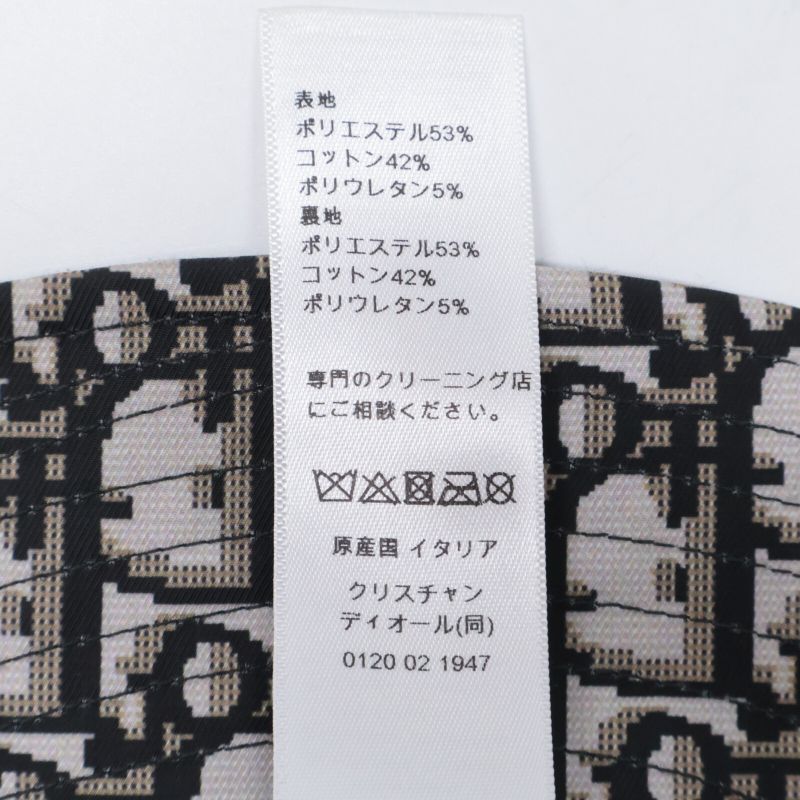 表地
ポリエステル53%
コットン42%
ポリウレタン5%
裏地
ポリエステル53%
コットン42%
ポリウレタン5%
専門のクリーニング店
にご相談ください。
原産国 イタリア
クリスチャン
ディオール(同)
0120 02 1947